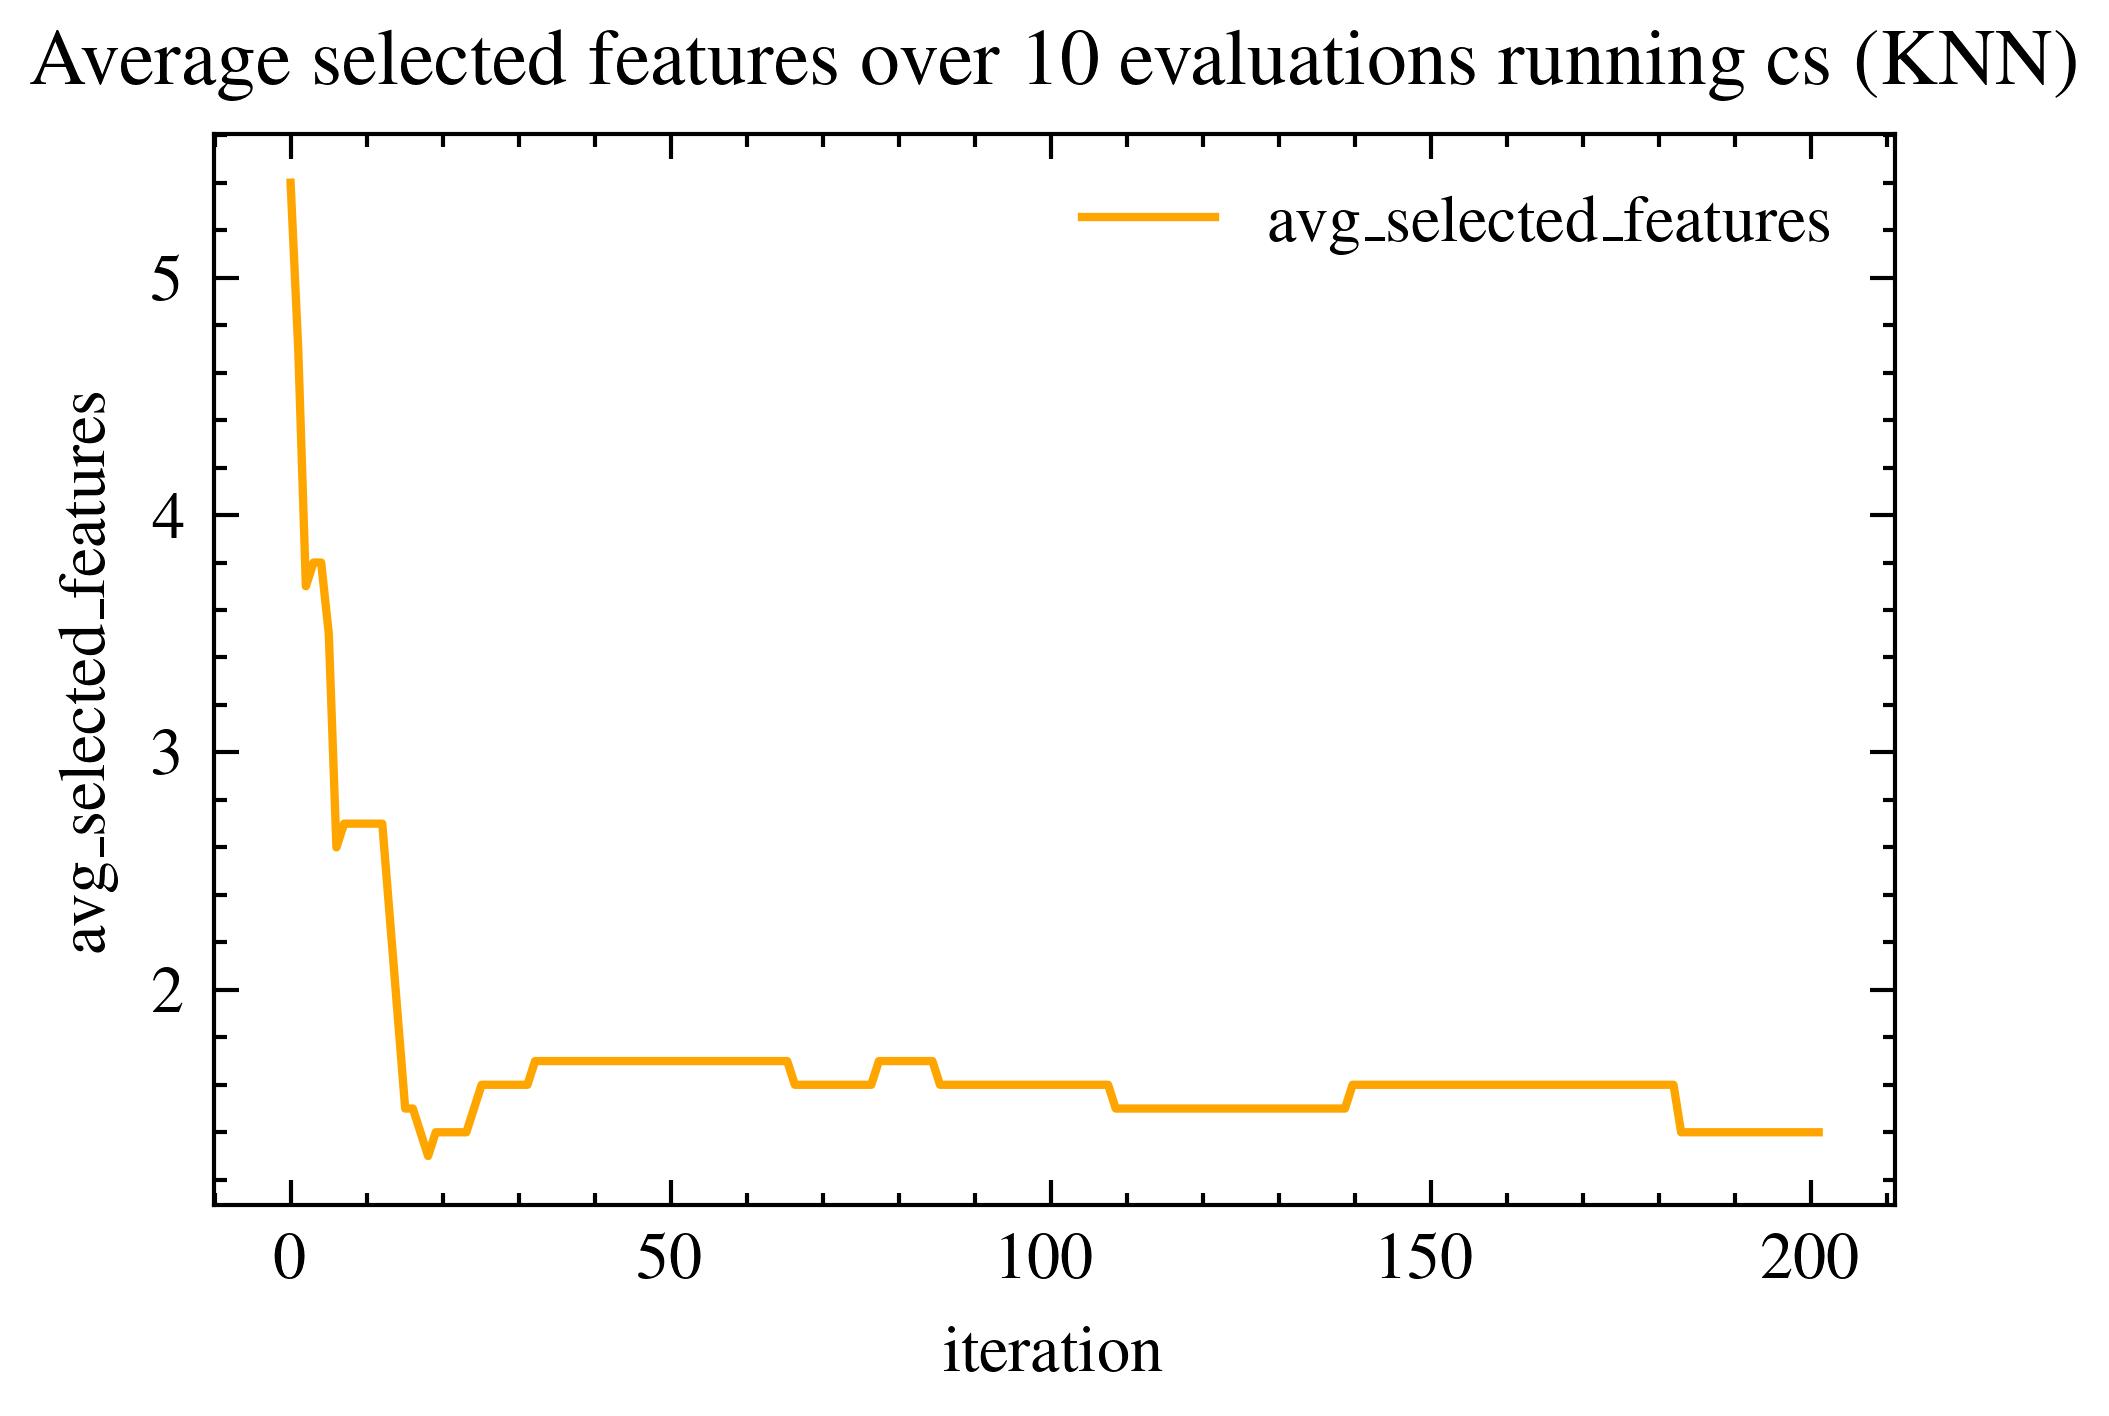 Average selected features over 10 evaluations running cs (KNN)
avg_selected_features
avg_selected_features
5
4
3
2
0 50 100 150 200
iteration